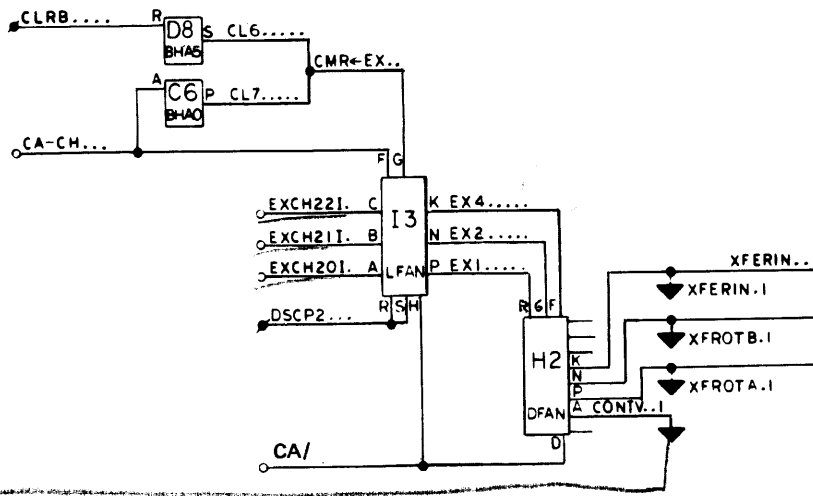 CLRB.... R D8 S CL6.....
BHA5
CMR←EX..
A C6 P CL7.....
BHA0
CA-CH...
F G
EXCH22I. C I3 K EX4.....
EXCH21I. B N EX2.....
EXCH20I. A LFAN P EX1.....
R S H
DSCP2...
XFERIN..
XFERIN.1
R G F
H2
K
XFROTB.1
N
P
XFROTA.1
DFAN A CONTV..1
D
CA/